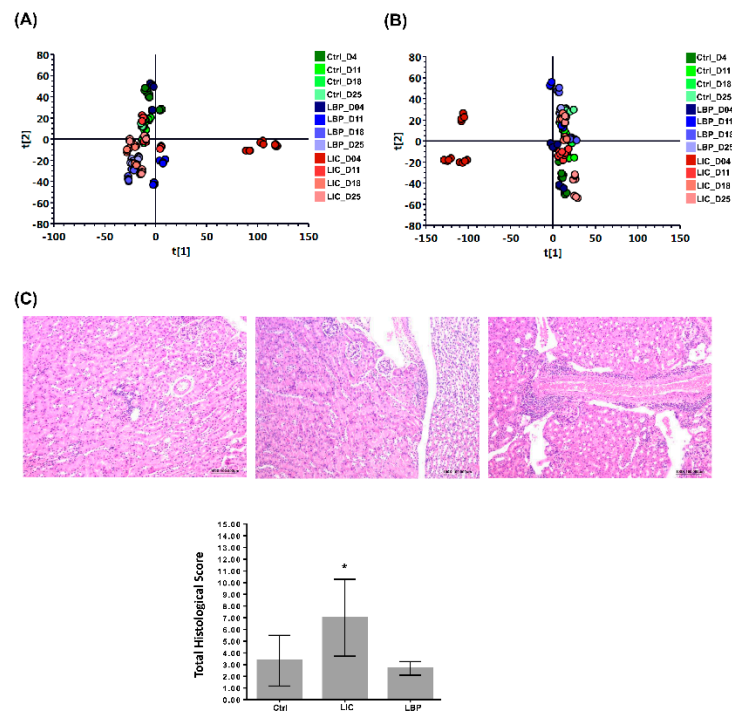 (A)
80
60
40
20
0
-20
-40
-60
-80
t[2]
-100
-50
0
50
100
150
t[1]
Ctrl_D4
Ctrl_D11
Ctrl_D18
Ctrl_D25
LBP_D04
LBP_D11
LBP_D18
LBP_D25
LIC_D04
LIC_D11
LIC_D18
LIC_D25
(B)
80
60
40
20
0
-20
-40
-60
-80
t[2]
-150
-100
-50
0
50
100
150
t[1]
Ctrl_D4
Ctrl_D11
Ctrl_D18
Ctrl_D25
LBP_D04
LBP_D11
LBP_D18
LBP_D25
LIC_D04
LIC_D11
LIC_D18
LIC_D25
(C)
Total Histological Score
15.00
14.00
13.00
12.00
11.00
10.00
9.00
8.00
7.00
6.00
5.00
4.00
3.00
2.00
1.00
0.00
*
Ctrl
LIC
LBP